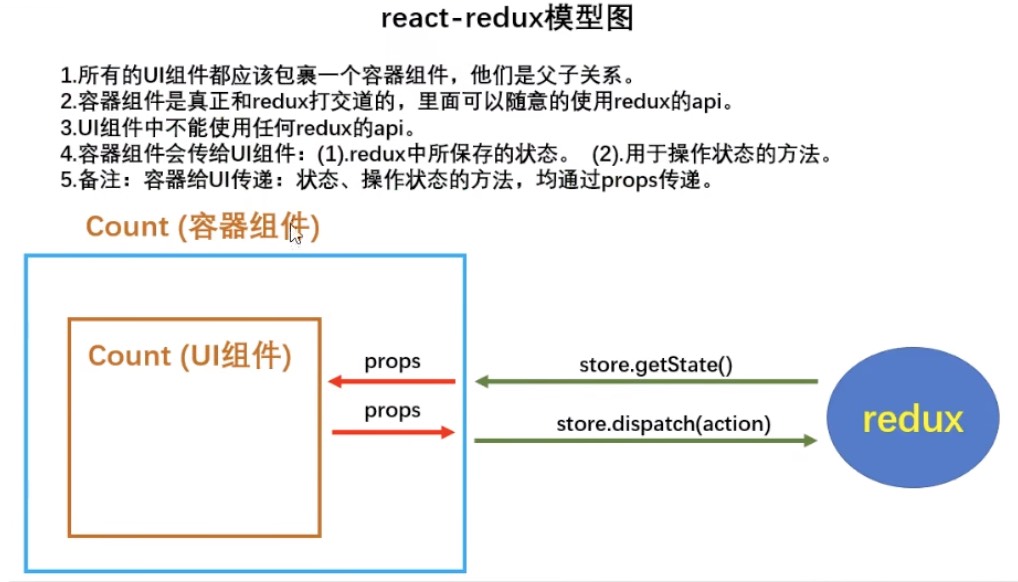 react-redux模型图
1.所有的UI组件都应该包裹一个容器组件，他们是父子关系。
2.容器组件是真正和redux打交道的，里面可以随意的使用redux的api。
3.UI组件中不能使用任何redux的api。
4.容器组件会传给UI组件：(1).redux中所保存的状态。 (2).用于操作状态的方法。
5.备注：容器给UI传递：状态、操作状态的方法，均通过props传递。
Count (容器组件)
Count (UI组件)
props
store.getState()
props
store.dispatch(action)
redux